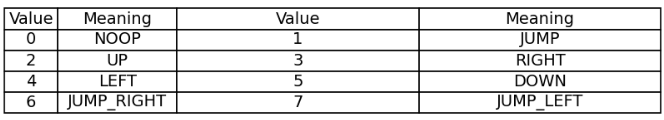 Value Meaning Value Meaning
0 NOOP 1 JUMP
2 UP 3 RIGHT
4 LEFT 5 DOWN
6 JUMP_RIGHT 7 JUMP_LEFT